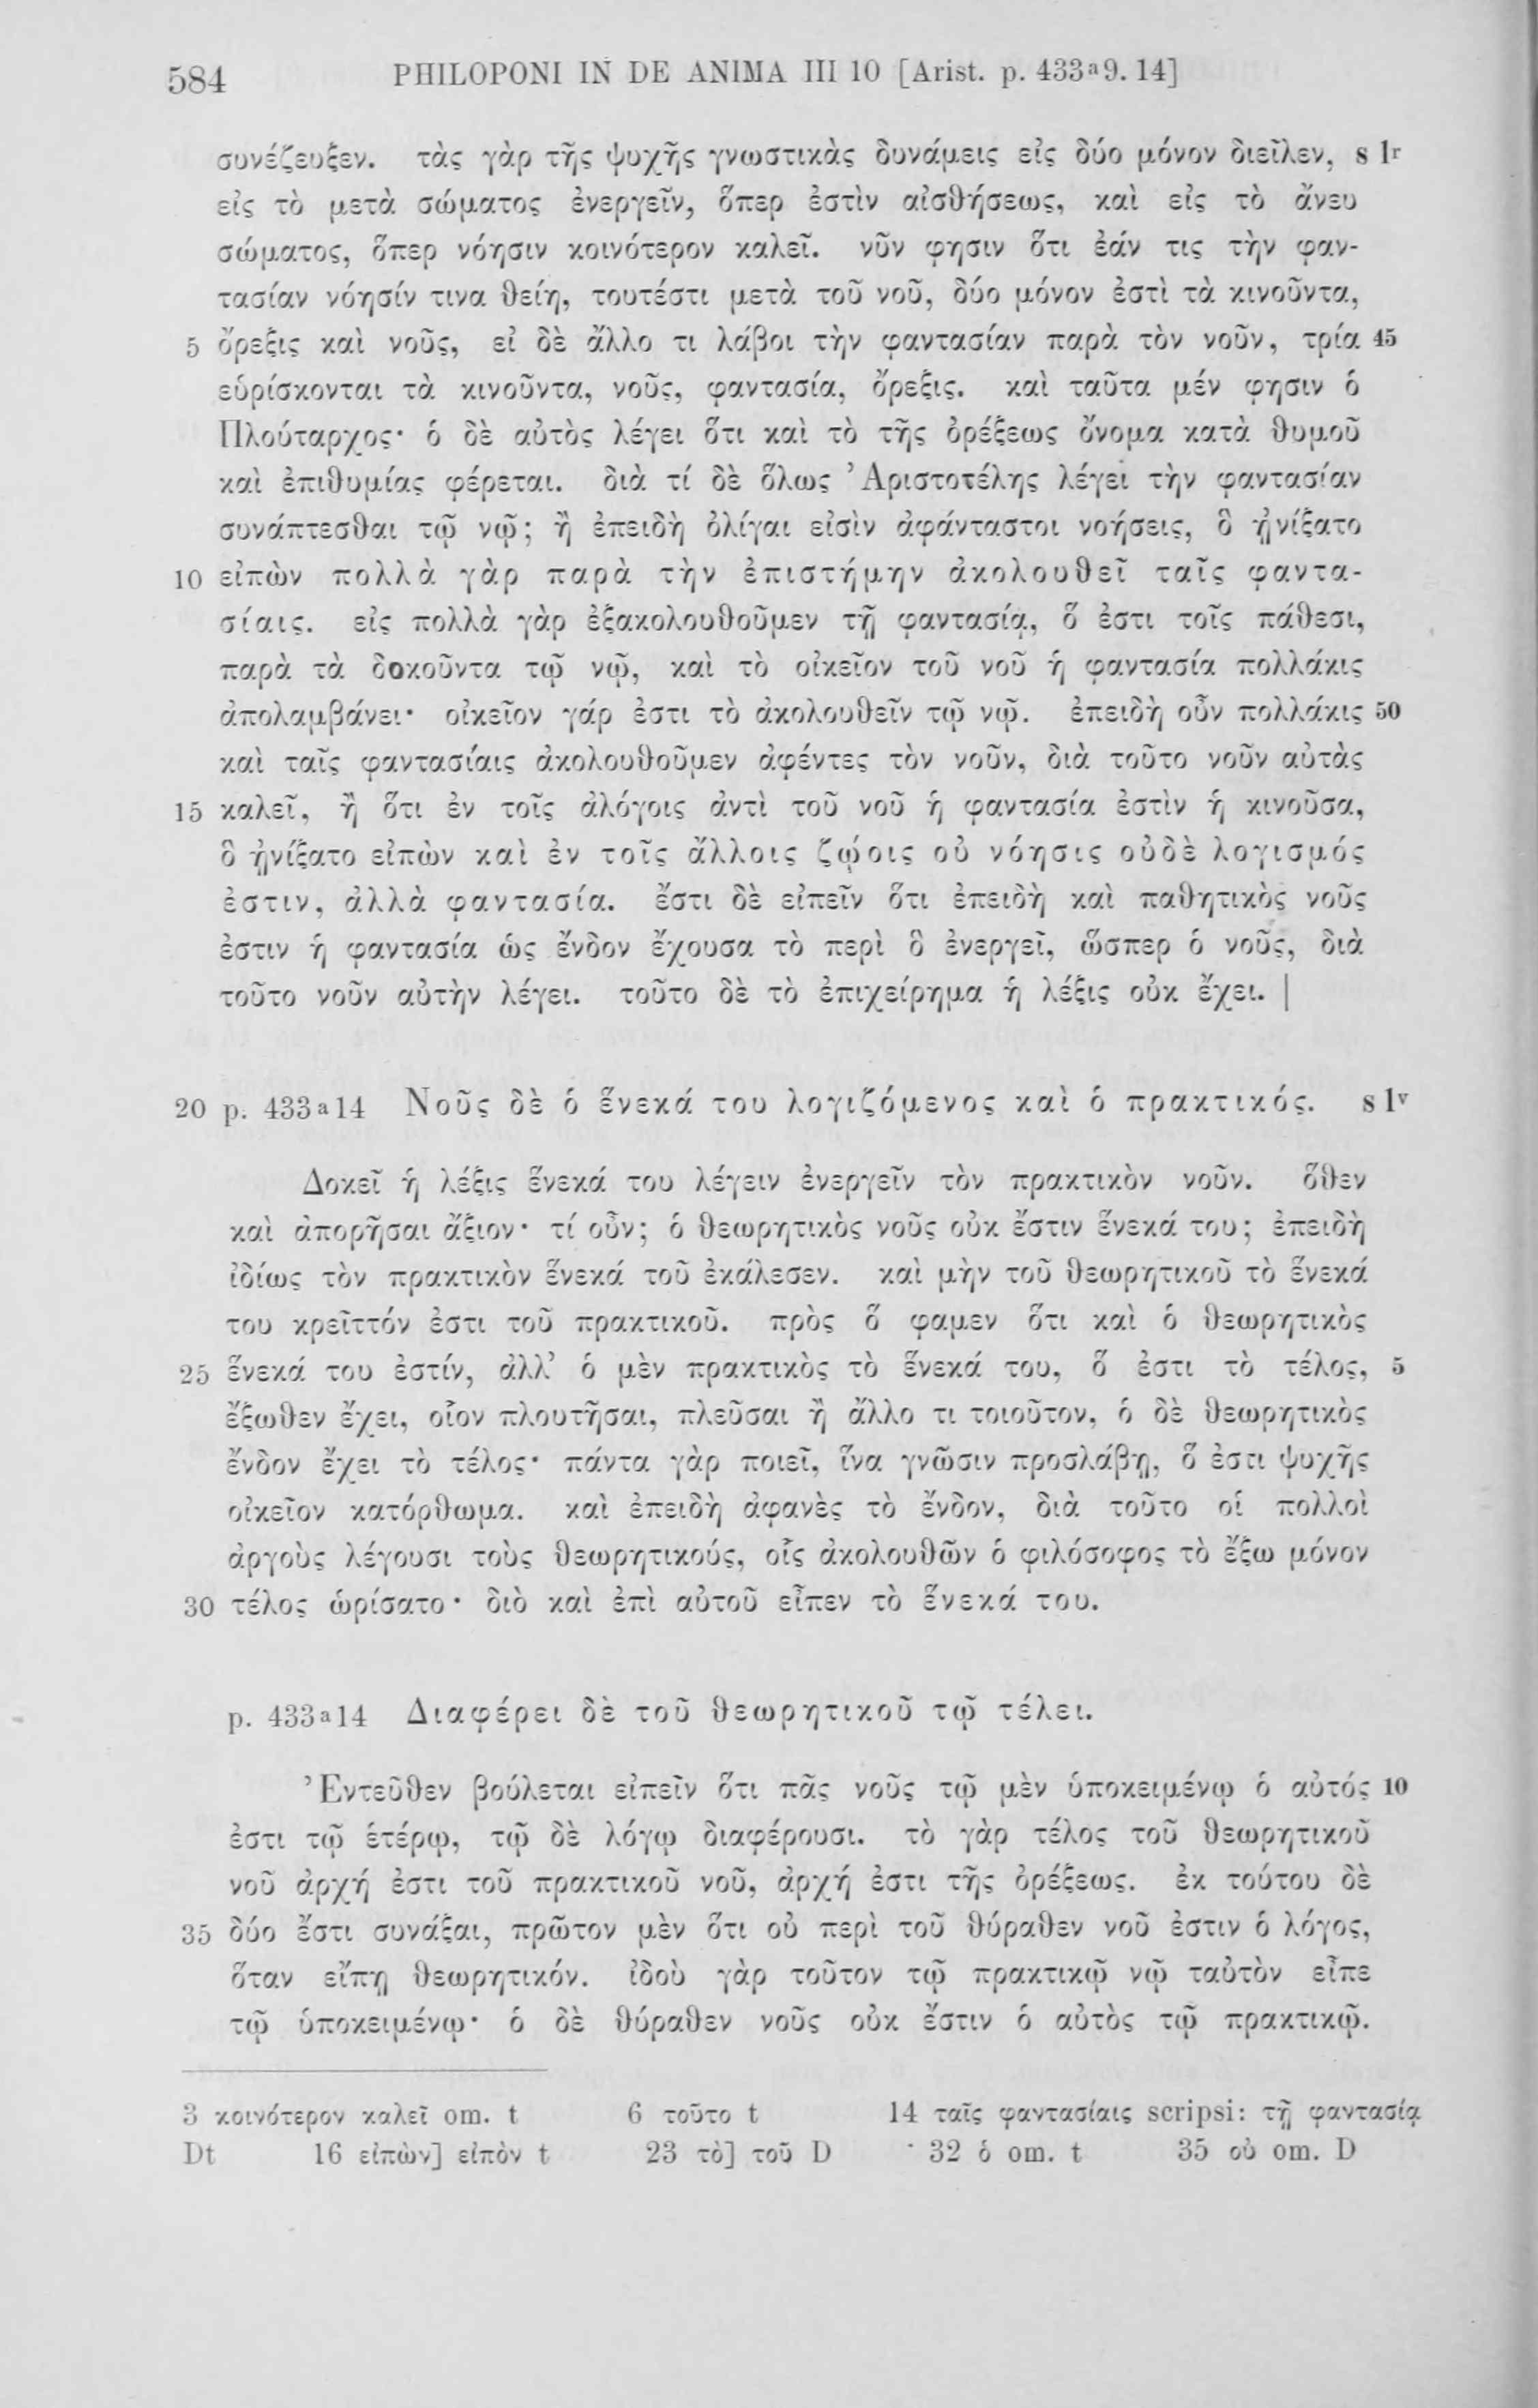 584 PHILOPONI IN DE ANIMA III 10 [Arist. p. 433a9. 14]
συνέζευξεν. τὰς γὰρ τῆς ψυχῆς γνωστικὰς δυνάμεις εἰς δύο μόνον διεῖλεν, s 1r
εἰς τὸ μετὰ σώματος ἐνεργεῖν, ὅπερ ἐστὶν αἰσθήσεως, καὶ εἰς τὸ ἄνευ
σώματος, ὅπερ νόησιν κοινότερον καλεῖ. νῦν φησιν ὅτι ἐάν τις τὴν φαν-
τασίαν νόησίν τινα θείη, τουτέστι μετὰ τοῦ νοῦ, δύο μόνον ἐστὶ τὰ κινοῦντα,
5 ὄρεξις καὶ νοῦς, εἰ δὲ ἄλλο τι λάβοι τὴν φαντασίαν παρὰ τὸν νοῦν, τρία 45
εὑρίσκονται τὰ κινοῦντα, νοῦς, φαντασία, ὄρεξις. καὶ ταῦτα μέν φησιν ὁ
Πλούταρχος· ὁ δὲ αὐτὸς λέγει ὅτι καὶ τὸ τῆς ὀρέξεως ὄνομα κατὰ θυμοῦ
καὶ ἐπιθυμίας φέρεται. διὰ τί δὲ ὅλως Ἀριστοτέλης λέγει τὴν φαντασίαν
συνάπτεσθαι τῷ νῷ; ἢ ἐπειδὴ ὀλίγαι εἰσὶν ἀφάνταστοι νοήσεις, ὃ ᾐνίξατο
10 εἰπὼν πολλὰ γὰρ παρὰ τὴν ἐπιστήμην ἀκολουθεῖ ταῖς φαντα-
σίαις. εἰς πολλὰ γὰρ ἐξακολουθοῦμεν τῇ φαντασίᾳ, ὅ ἐστι τοῖς πάθεσι,
παρὰ τὰ δοκοῦντα τῷ νῷ, καὶ τὸ οἰκεῖον τοῦ νοῦ ἡ φαντασία πολλάκις
ἀπολαμβάνει· οἰκεῖον γάρ ἐστι τὸ ἀκολουθεῖν τῷ νῷ. ἐπειδὴ οὖν πολλάκις 50
καὶ ταῖς φαντασίαις ἀκολουθοῦμεν ἀφέντες τὸν νοῦν, διὰ τοῦτο νοῦν αὐτὰς
15 καλεῖ, ἢ ὅτι ἐν τοῖς ἀλόγοις ἀντὶ τοῦ νοῦ ἡ φαντασία ἐστὶν ἡ κινοῦσα,
ὃ ᾐνίξατο εἰπὼν καὶ ἐν τοῖς ἄλλοις ζῴοις οὐ νόησις οὐδὲ λογισμός
ἐστιν, ἀλλὰ φαντασία. ἔστι δὲ εἰπεῖν ὅτι ἐπειδὴ καὶ παθητικὸς νοῦς
ἐστιν ἡ φαντασία ὡς ἔνδον ἔχουσα τὸ περὶ ὃ ἐνεργεῖ, ὥσπερ ὁ νοῦς, διὰ
τοῦτο νοῦν αὐτὴν λέγει. τοῦτο δὲ τὸ ἐπιχείρημα ἡ λέξις οὐκ ἔχει. |
20 p. 433a14 Νοῦς δὲ ὁ ἕνεκά του λογιζόμενος καὶ ὁ πρακτικός. s 1v
Δοκεῖ ἡ λέξις ἕνεκά του λέγειν ἐνεργεῖν τὸν πρακτικὸν νοῦν. ὅθεν
καὶ ἀπορῆσαι ἄξιον· τί οὖν; ὁ θεωρητικὸς νοῦς οὐκ ἔστιν ἕνεκά του; ἐπειδὴ
ἰδίως τὸν πρακτικὸν ἕνεκά τοῦ ἐκάλεσεν. καὶ μὴν τοῦ θεωρητικοῦ τὸ ἕνεκά
του κρεῖττόν ἐστι τοῦ πρακτικοῦ. πρὸς ὅ φαμεν ὅτι καὶ ὁ θεωρητικὸς
25 ἕνεκά του ἐστίν, ἀλλ’ ὁ μὲν πρακτικὸς τὸ ἕνεκά του, ὅ ἐστι τὸ τέλος, 5
ἔξωθεν ἔχει, οἷον πλουτῆσαι, πλεῦσαι ἢ ἄλλο τι τοιοῦτον, ὁ δὲ θεωρητικὸς
ἔνδον ἔχει τὸ τέλος· πάντα γὰρ ποιεῖ, ἵνα γνῶσιν προσλάβῃ, ὅ ἐστι ψυχῆς
οἰκεῖον κατόρθωμα. καὶ ἐπειδὴ ἀφανὲς τὸ ἔνδον, διὰ τοῦτο οἱ πολλοὶ
ἀργοὺς λέγουσι τοὺς θεωρητικούς, οἷς ἀκολουθῶν ὁ φιλόσοφος τὸ ἔξω μόνον
30 τέλος ὡρίσατο· διὸ καὶ ἐπὶ αὐτοῦ εἶπεν τὸ ἕνεκά του.
p. 433a14 Διαφέρει δὲ τοῦ θεωρητικοῦ τῷ τέλει.
Ἐντεῦθεν βούλεται εἰπεῖν ὅτι πᾶς νοῦς τῷ μὲν ὑποκειμένῳ ὁ αὐτός 10
ἐστι τῷ ἑτέρῳ, τῷ δὲ λόγῳ διαφέρουσι. τὸ γὰρ τέλος τοῦ θεωρητικοῦ
νοῦ ἀρχή ἐστι τοῦ πρακτικοῦ νοῦ, ἀρχή ἐστι τῆς ὀρέξεως. ἐκ τούτου δὲ
35 δύο ἔστι συνάξαι, πρῶτον μὲν ὅτι οὐ περὶ τοῦ θύραθεν νοῦ ἐστιν ὁ λόγος,
ὅταν εἴπῃ θεωρητικόν. ἰδοὺ γὰρ τοῦτον τῷ πρακτικῷ νῷ ταὐτὸν εἶπε
τῷ ὑποκειμένῳ· ὁ δὲ θύραθεν νοῦς οὐκ ἔστιν ὁ αὐτὸς τῷ πρακτικῷ.
3 κοινότερον καλεῖ om. t 6 τοῦτο t 14 ταῖς φαντασίαις scripsi: τῇ φαντασίᾳ
Dt 16 εἰπὼν] εἰπὸν t 23 τὸ] τοῦ D 32 ὁ om. t 35 οὐ om. D